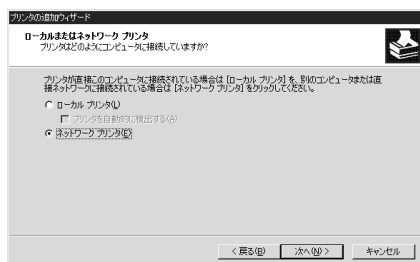 プリンタの追加ウィザード
ローカルまたはネットワーク プリンタ
プリンタはどのようにコンピュータに接続していますか?
プリンタが直接このコンピュータに接続されている場合は [ローカル プリンタ] を、別のコンピュータまたは直
接ネットワークに接続されている場合は [ネットワーク プリンタ] をクリックしてください。
ローカル プリンタ(L)
プリンタを自動的に検出する(A)
ネットワーク プリンタ(E)
< 戻る(B)
次へ(N) >
キャンセル